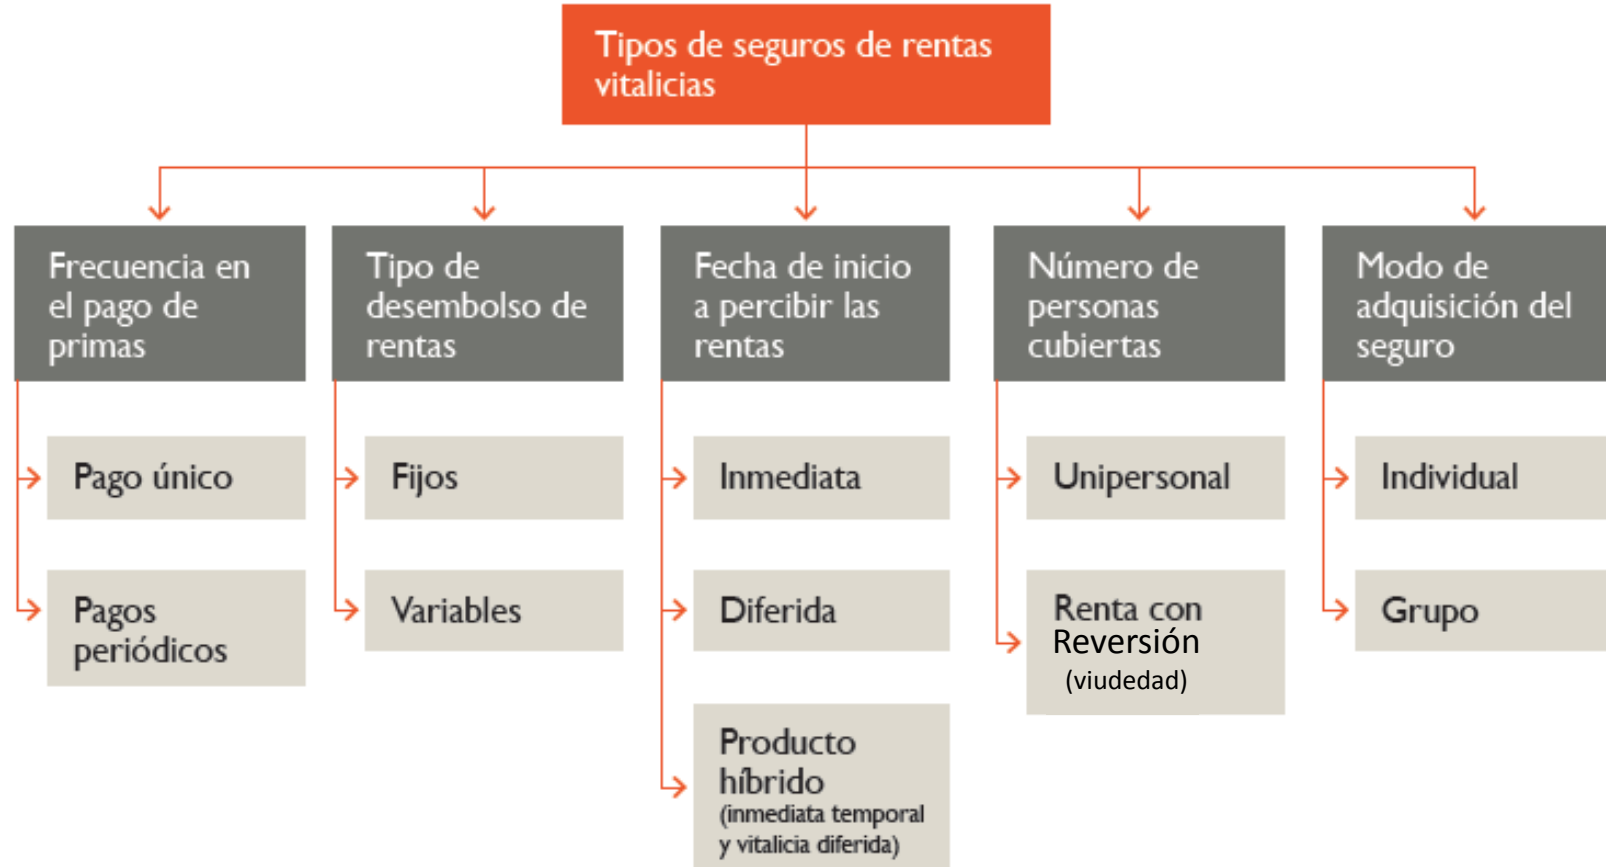 Tipos de seguros de rentas
vitalicias
Frecuencia en
el pago de
primas
Pago único
Pagos
periódicos
Tipo de
desembolso de
rentas
Fijos
Variables
Fecha de inicio
a percibir las
rentas
Inmediata
Diferida
Producto
híbrido
(inmediata temporal
y vitalicia diferida)
Número de
personas
cubiertas
Unipersonal
Renta con
Reversión
(viudedad)
Modo de
adquisición del
seguro
Individual
Grupo